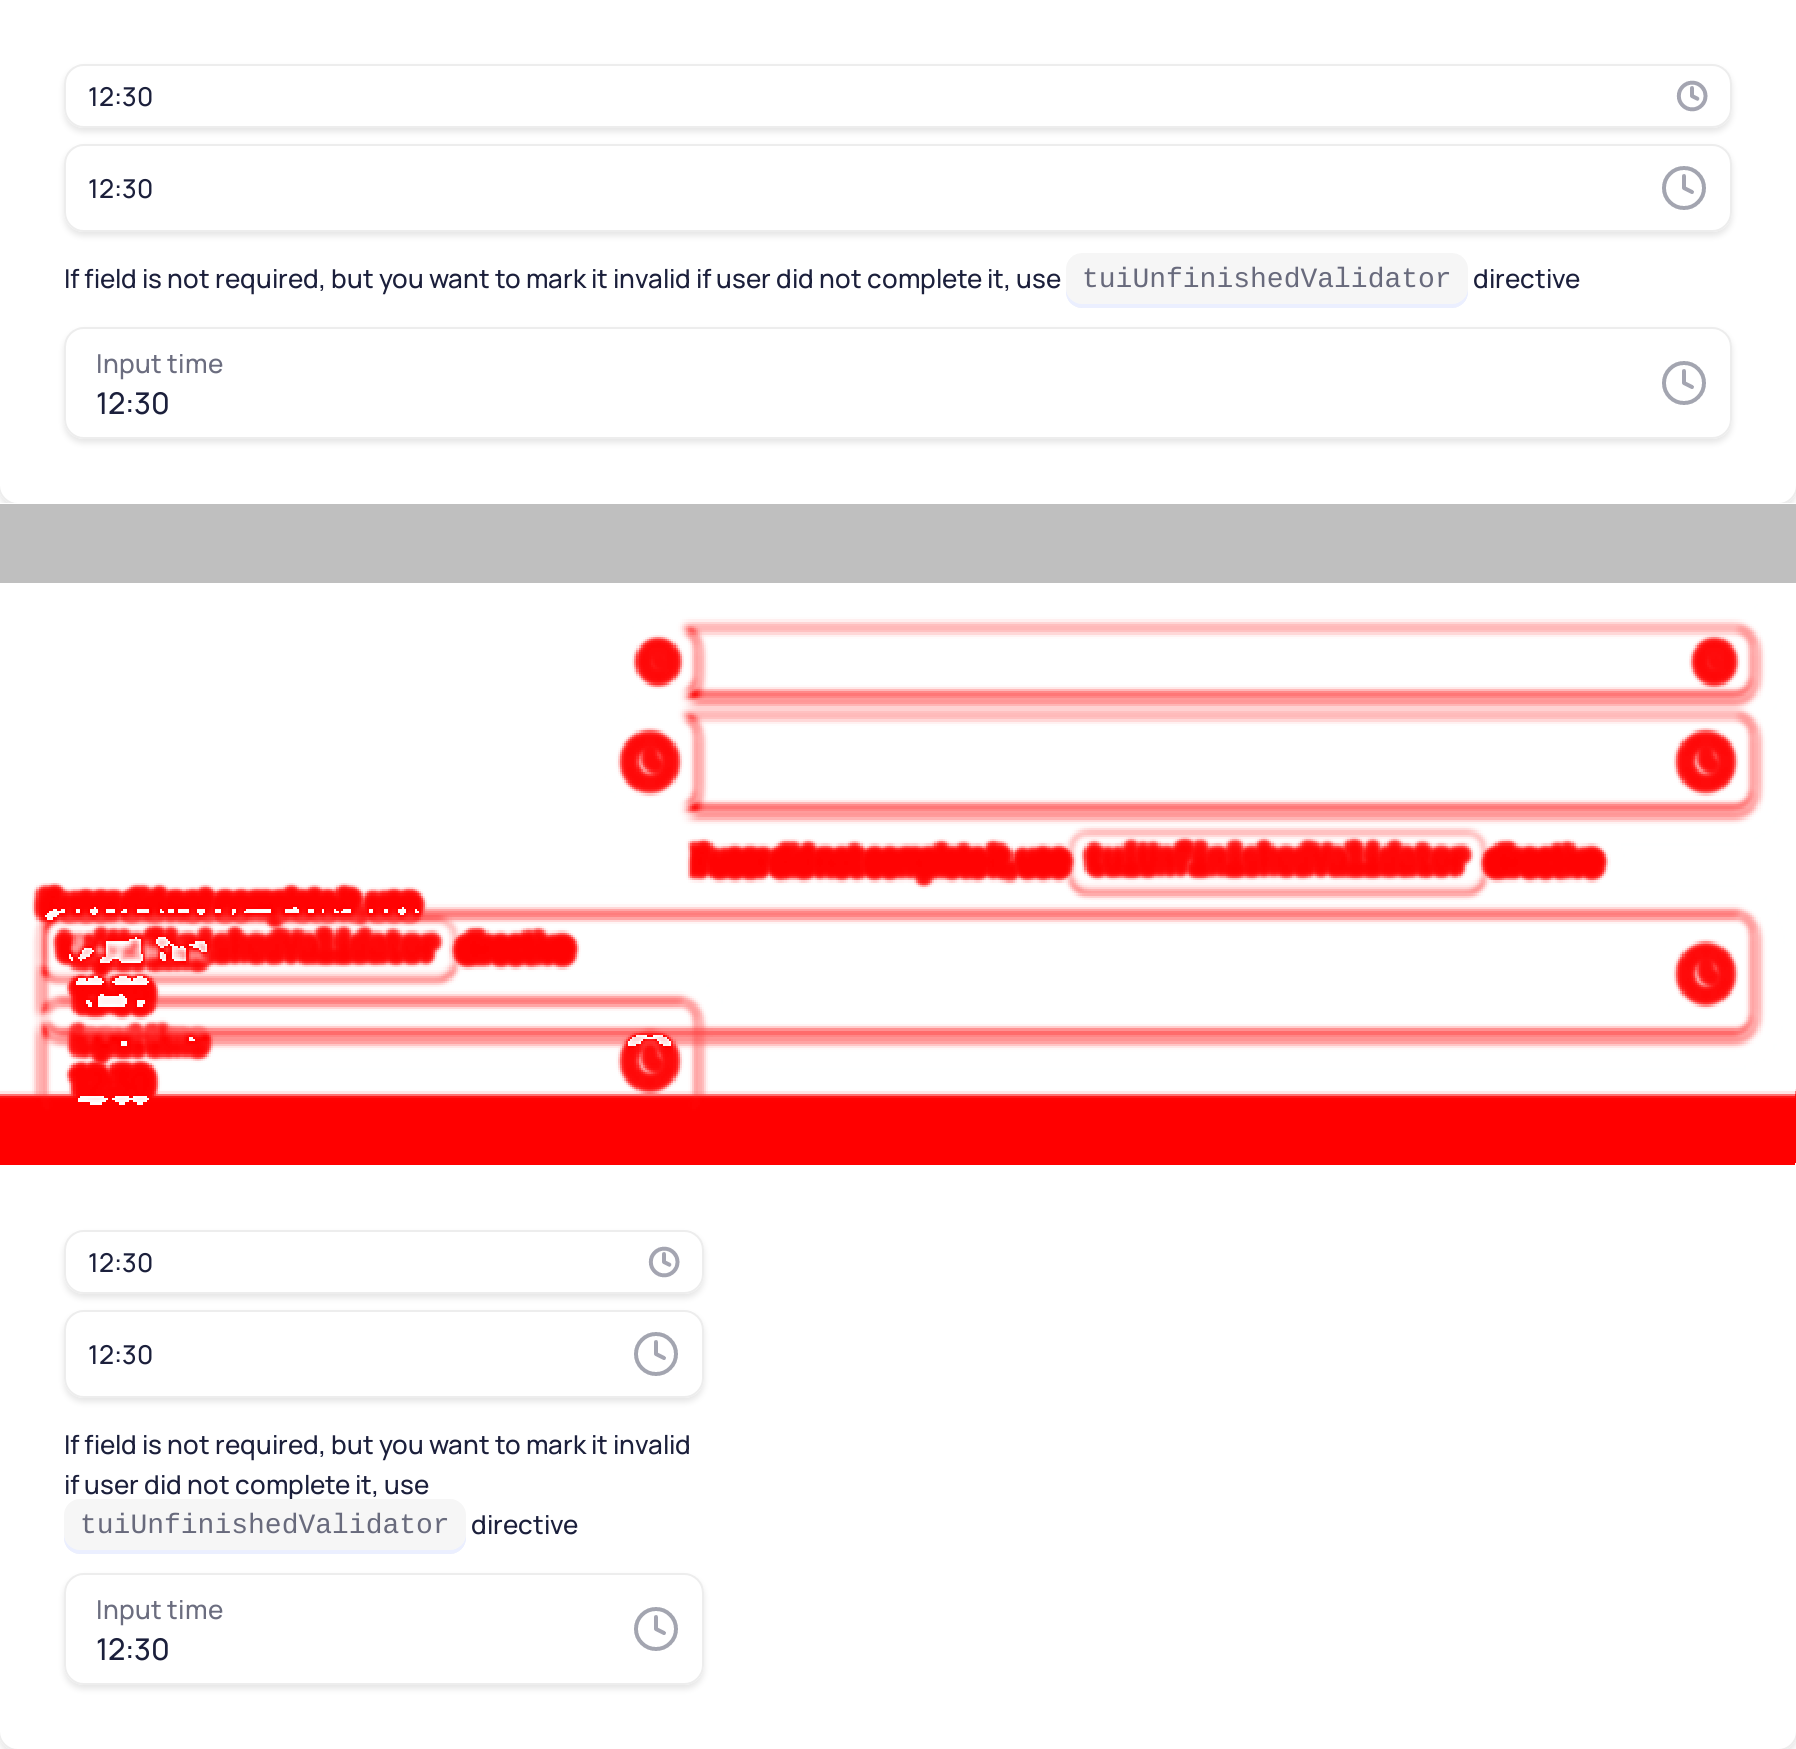 12:30
12:30
If field is not required, but you want to mark it invalid if user did not complete it, use tuiUnfinishedValidator directive
Input time
12:30
tuiUnfinishedValidator
12:30
12:30
If field is not required, but you want to mark it invalid
if user did not complete it, use
tuiUnfinishedValidator directive
Input time
12:30